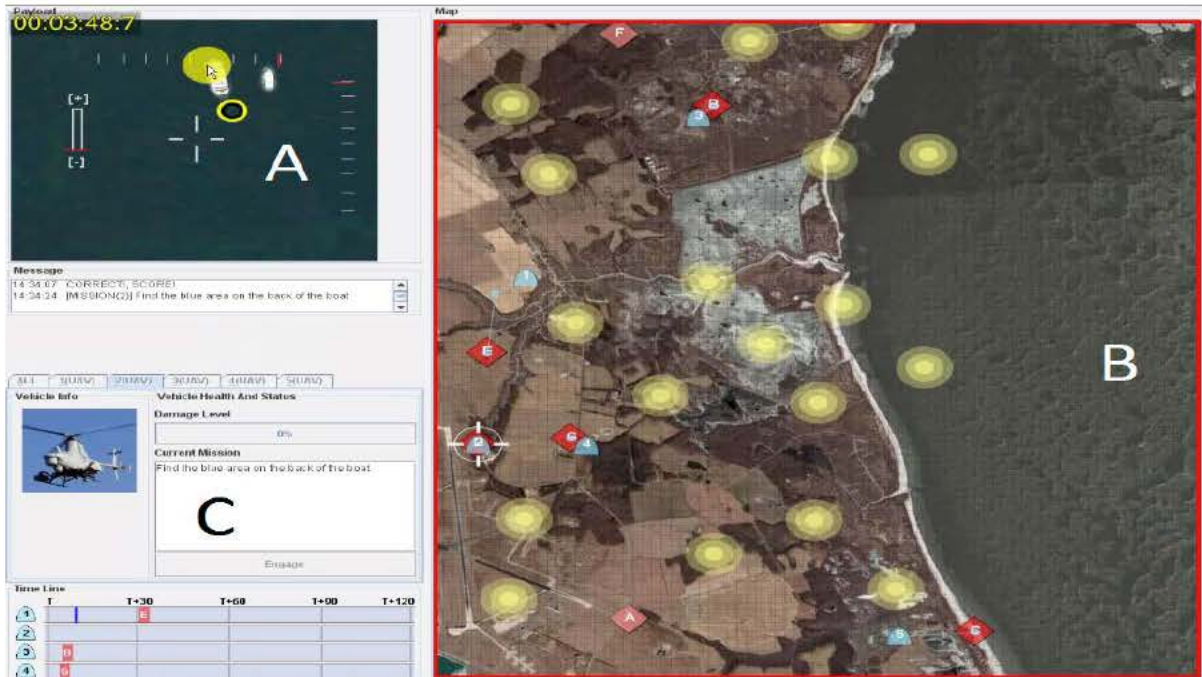 Payload
00:03:48:7
[+]
[-]
A
Message
14:34:07 CORRECT!, SCORE!
14:34:24 [MISSION(2)] Find the blue area on the back of the boat
ALL 1(UAV) 2(UAV) 3(UAV) 4(UAV) 5(UAV)
Vehicle Info
Vehicle Health And Status
Damage Level
0%
Current Mission
Find the blue area on the back of the boat
C
Engage
Time Line
T T+30 T+60 T+90 T+120
1 E
2
3 B
4 G
Map
F
B
3
1
E
2
G 4
B
A
5